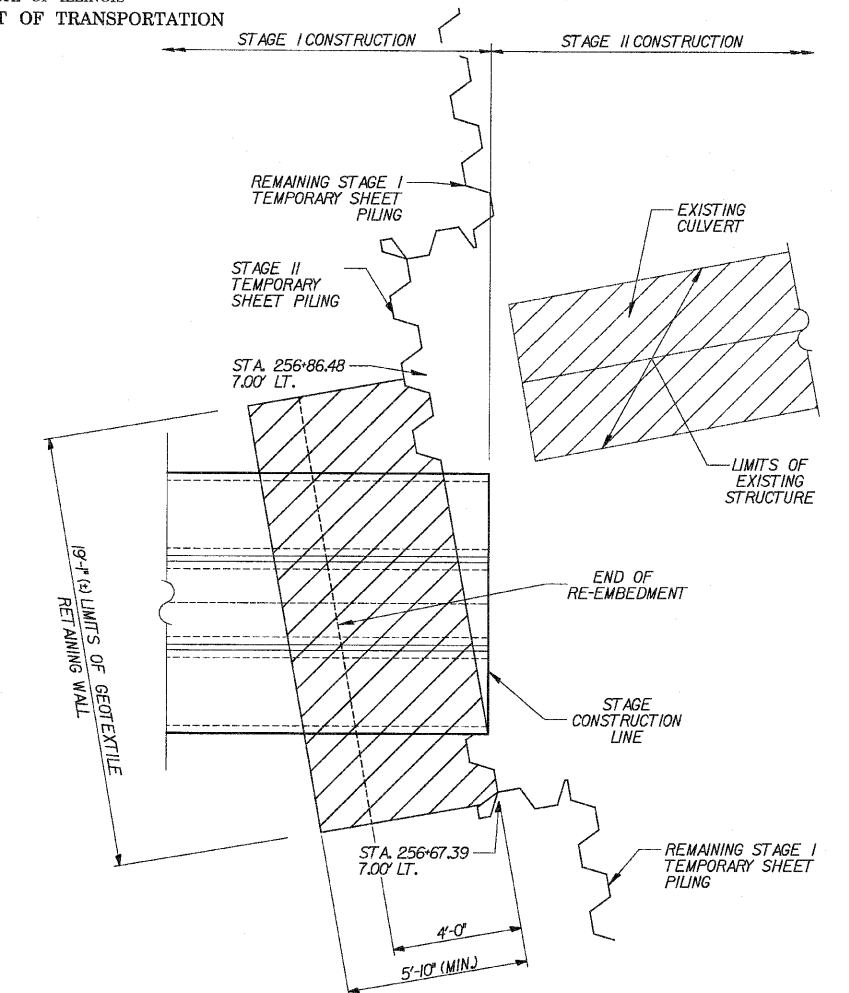 T OF TRANSPORTATION
STAGE I CONSTRUCTION
STAGE II CONSTRUCTION
REMAINING STAGE I
TEMPORARY SHEET
PILING
EXISTING
CULVERT
STAGE II
TEMPORARY
SHEET PILING
STA. 256+86.48
7.00' LT.
LIMITS OF
EXISTING
STRUCTURE
19'-1" (±) LIMITS OF GEOTEXTILE
RETAINING WALL
END OF
RE-EMBEDMENT
STAGE
CONSTRUCTION
LINE
STA. 256+67.39
7.00' LT.
REMAINING STAGE I
TEMPORARY SHEET
PILING
4'-0"
5'-10" (MIN.)